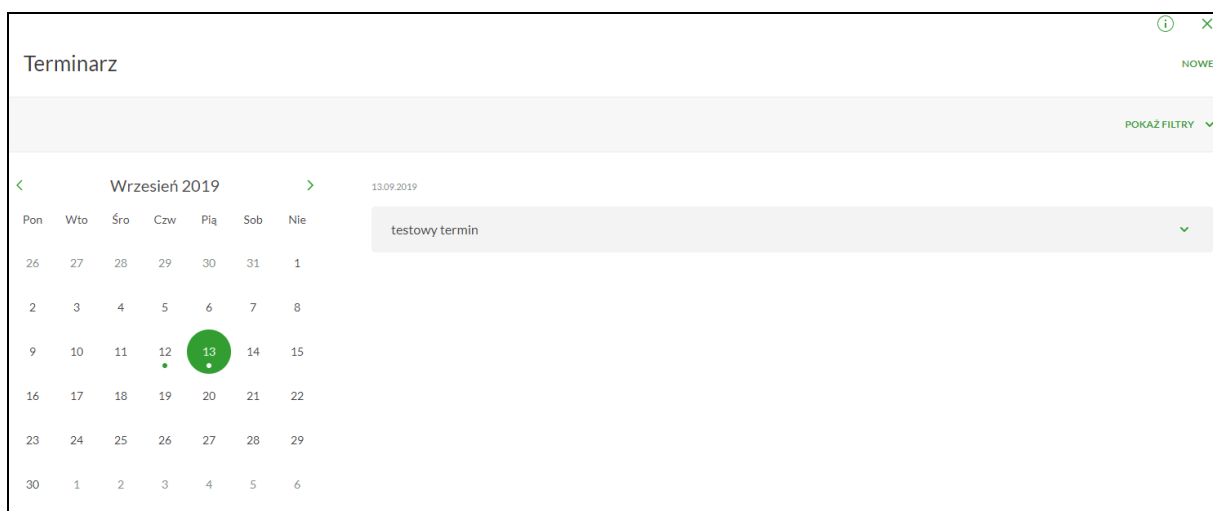 Terminarz
NOWE
POKAŻ FILTRY
Wrzesień 2019
Pon Wto Śro Czw Pią Sob Nie
26 27 28 29 30 31 1
2 3 4 5 6 7 8
9 10 11 12 13 14 15
16 17 18 19 20 21 22
23 24 25 26 27 28 29
30 1 2 3 4 5 6
13.09.2019
testowy termin